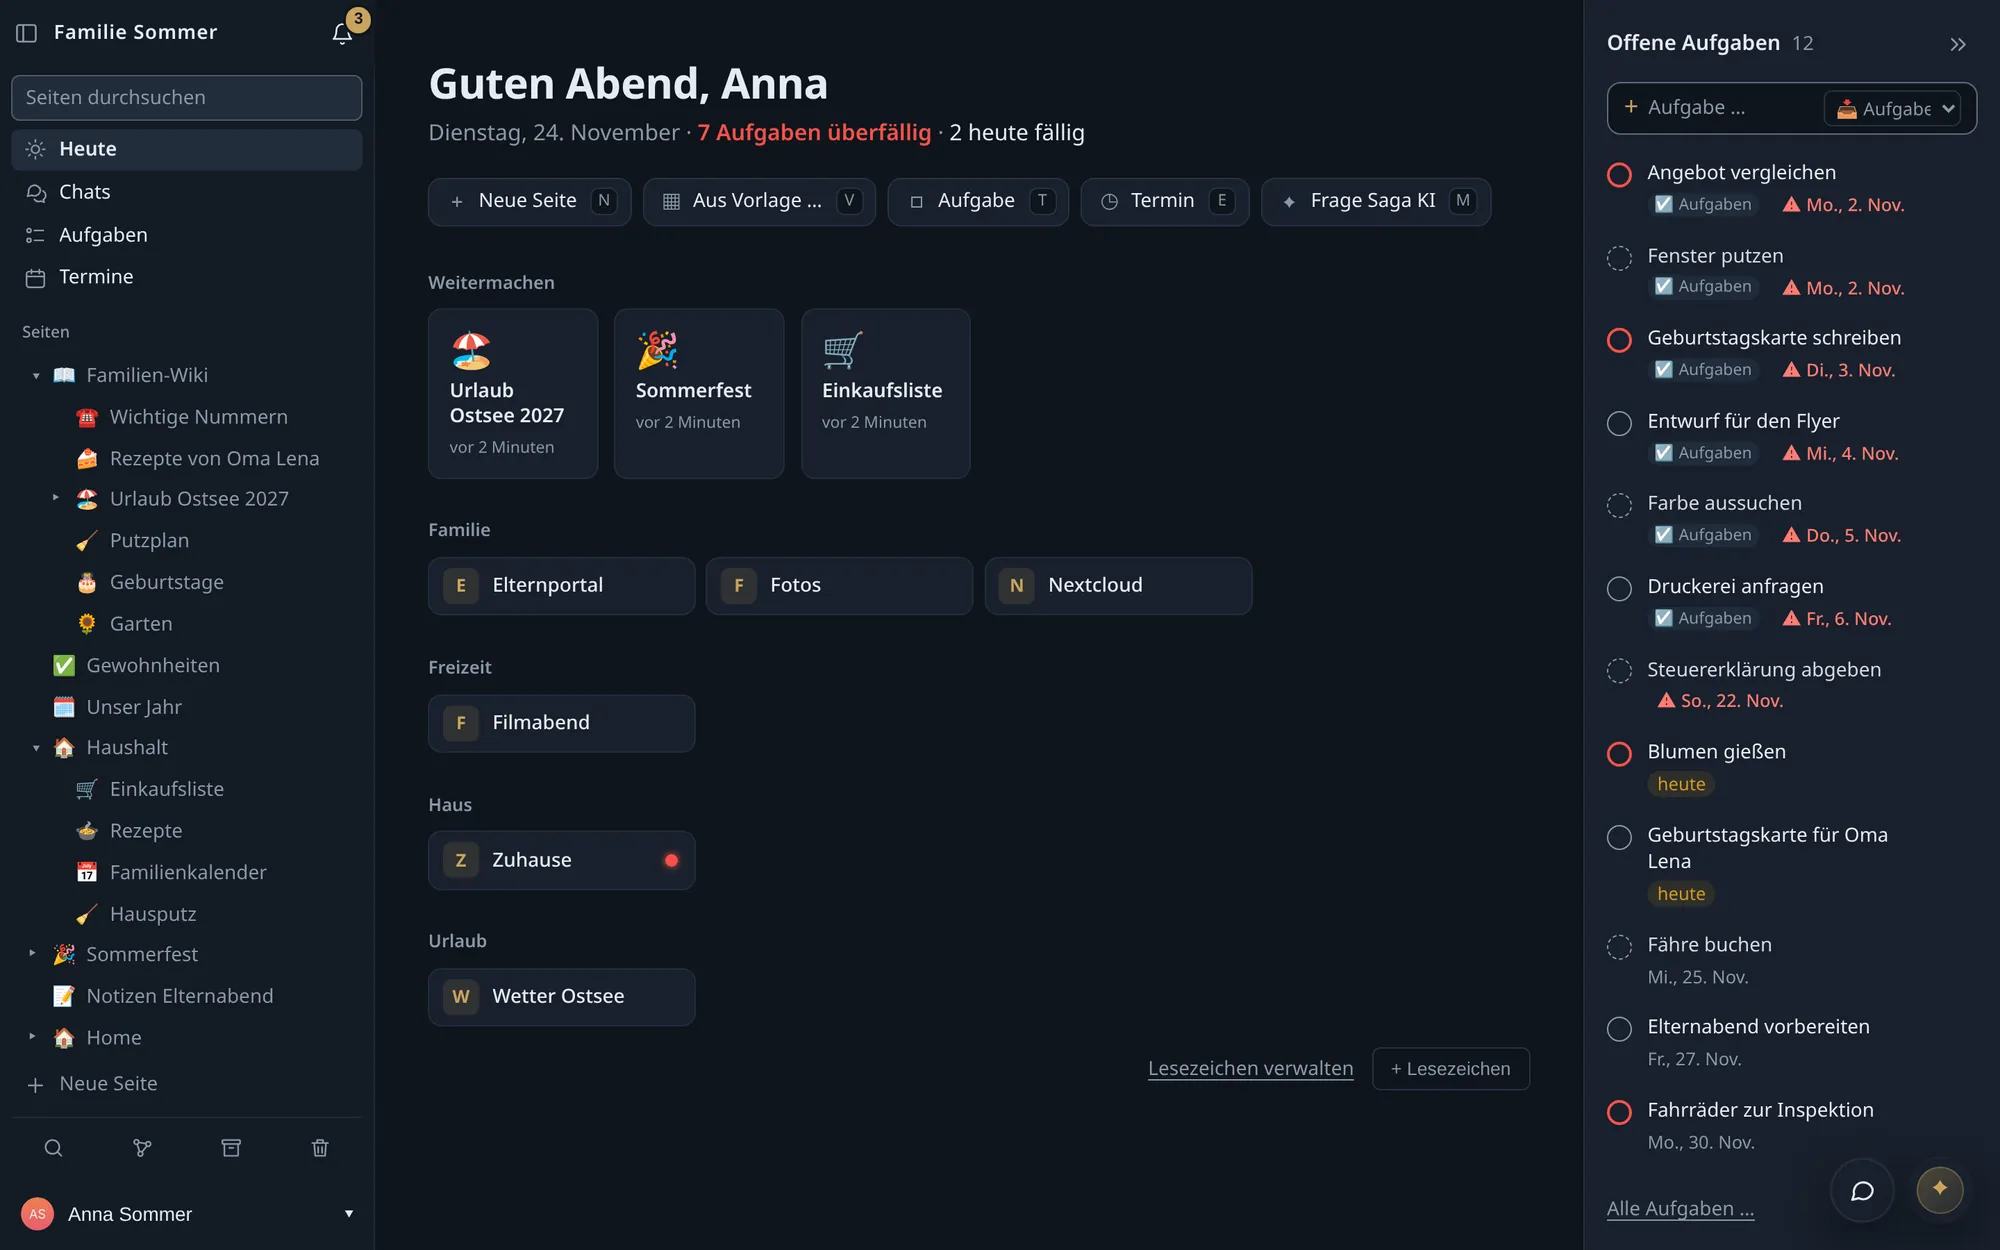 Familie Sommer
3
Seiten durchsuchen
Heute
Chats
Aufgaben
Termine
Seiten
Familien-Wiki
Wichtige Nummern
Rezepte von Oma Lena
Urlaub Ostsee 2027
Putzplan
Geburtstage
Garten
Gewohnheiten
Unser Jahr
Haushalt
Einkaufsliste
Rezepte
Familienkalender
Hausputz
Sommerfest
Notizen Elternabend
Home
+ Neue Seite
AS Anna Sommer
Guten Abend, Anna
Dienstag, 24. November · 7 Aufgaben überfällig · 2 heute fällig
+ Neue Seite N
Aus Vorlage ... V
Aufgabe T
Termin E
Frage Saga KI M
Weitermachen
Urlaub
Ostsee 2027
vor 2 Minuten
Sommerfest
vor 2 Minuten
Einkaufsliste
vor 2 Minuten
Familie
E Elternportal
F Fotos
N Nextcloud
Freizeit
F Filmabend
Haus
Z Zuhause
Urlaub
W Wetter Ostsee
Lesezeichen verwalten
+ Lesezeichen
Offene Aufgaben 12
+ Aufgabe ...
Aufgabe
Angebot vergleichen
Aufgaben Mo., 2. Nov.
Fenster putzen
Aufgaben Mo., 2. Nov.
Geburtstagskarte schreiben
Aufgaben Di., 3. Nov.
Entwurf für den Flyer
Aufgaben Mi., 4. Nov.
Farbe aussuchen
Aufgaben Do., 5. Nov.
Druckerei anfragen
Aufgaben Fr., 6. Nov.
Steuererklärung abgeben
So., 22. Nov.
Blumen gießen
heute
Geburtstagskarte für Oma
Lena
heute
Fähre buchen
Mi., 25. Nov.
Elternabend vorbereiten
Fr., 27. Nov.
Fahrräder zur Inspektion
Mo., 30. Nov.
Alle Aufgaben ...